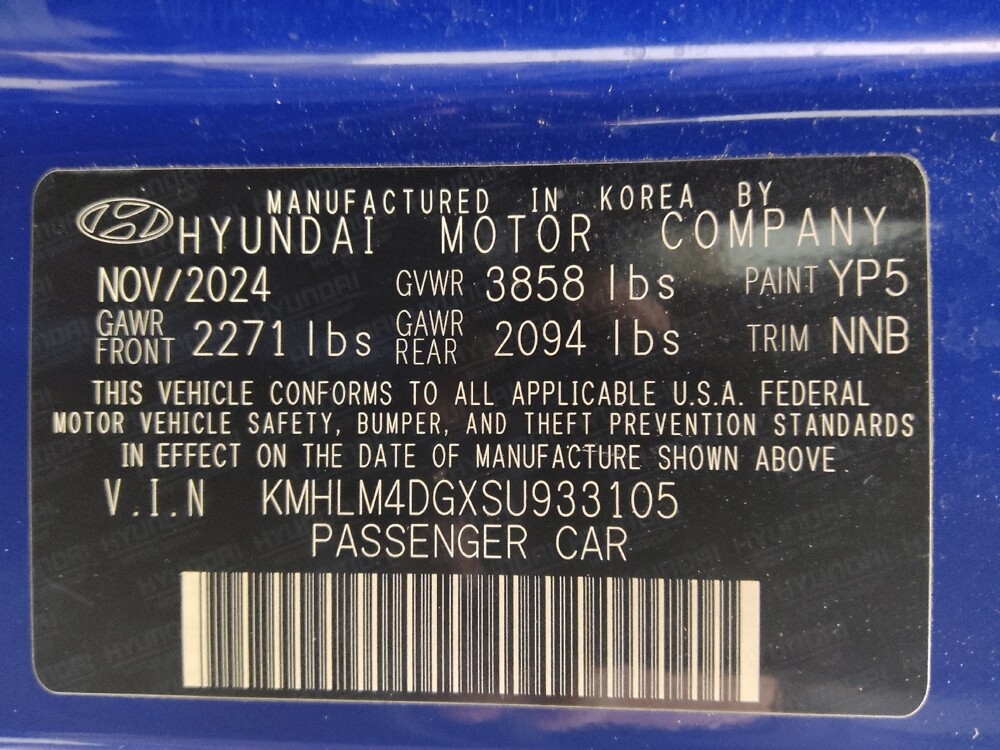 MANUFACTURED IN KOREA BY
HYUNDAI MOTOR COMPANY
NOV/2024 GVWR 3858 lbs PAINT YP5
GAWR FRONT 2271 lbs GAWR REAR 2094 lbs TRIM NNB
THIS VEHICLE CONFORMS TO ALL APPLICABLE U.S.A. FEDERAL
MOTOR VEHICLE SAFETY, BUMPER, AND THEFT PREVENTION STANDARDS
IN EFFECT ON THE DATE OF MANUFACTURE SHOWN ABOVE.
V.I.N KMHLM4DGXSU933105
PASSENGER CAR